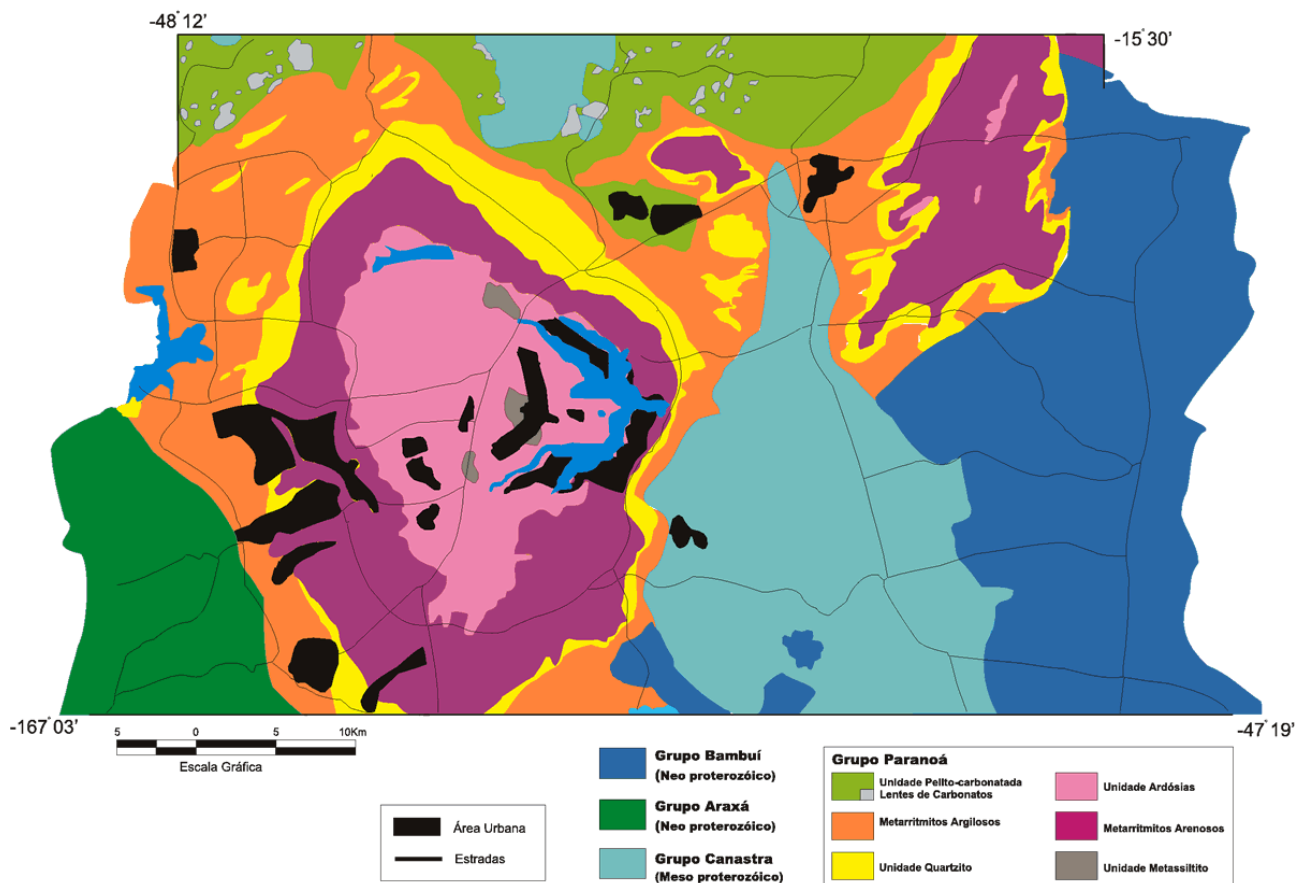 -48° 12'
-15° 30'
-167° 03'
-47° 19'
5 0 5 10Km
Escala Gráfica
Área Urbana
Estradas
Grupo Bambuí
(Neo proterozóico)
Grupo Araxá
(Neo proterozóico)
Grupo Canastra
(Meso proterozóico)
Grupo Paranoá
Unidade Pelito-carbonatada
Lentes de Carbonatos
Metarritmitos Argilosos
Unidade Quartzito
Unidade Ardósias
Metarritmitos Arenosos
Unidade Metassiltito